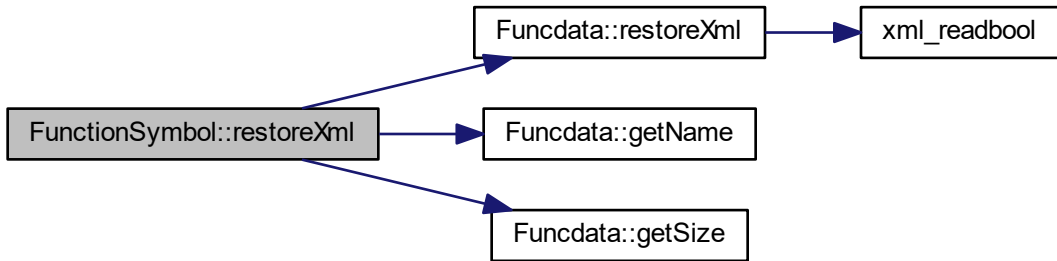 Funcdata::restoreXml
xml_readbool
FunctionSymbol::restoreXml
Funcdata::getName
Funcdata::getSize